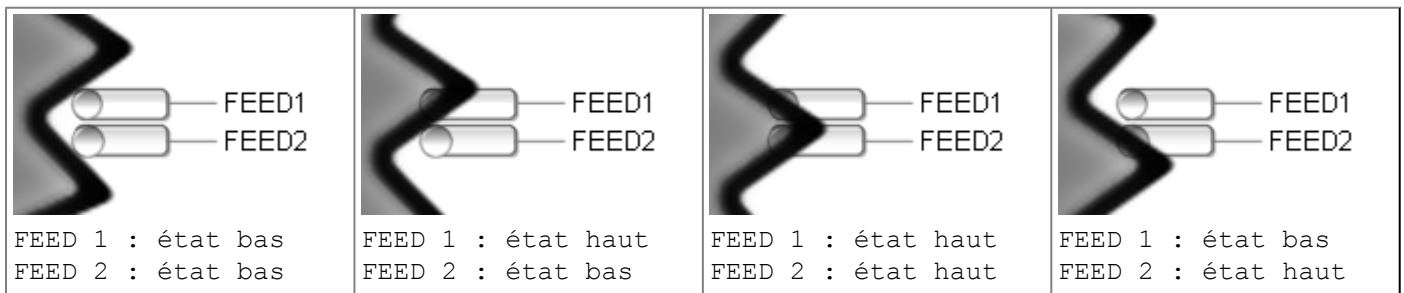 FEED1
FEED2
FEED 1 : état bas
FEED 2 : état bas
FEED1
FEED2
FEED 1 : état haut
FEED 2 : état bas
FEED1
FEED2
FEED 1 : état haut
FEED 2 : état haut
FEED1
FEED2
FEED 1 : état bas
FEED 2 : état haut